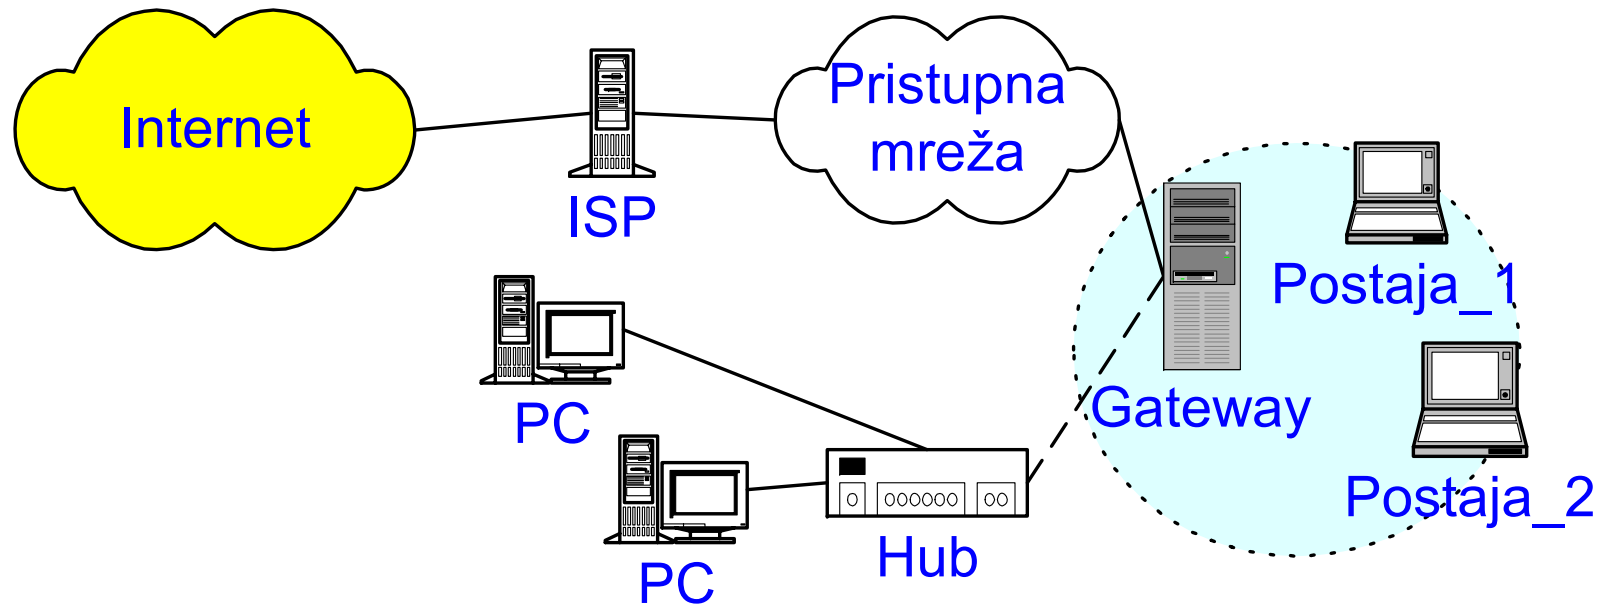 Internet
ISP
Pristupna
mreža
Postaja_1
Gateway
Postaja_2
PC
Hub
PC